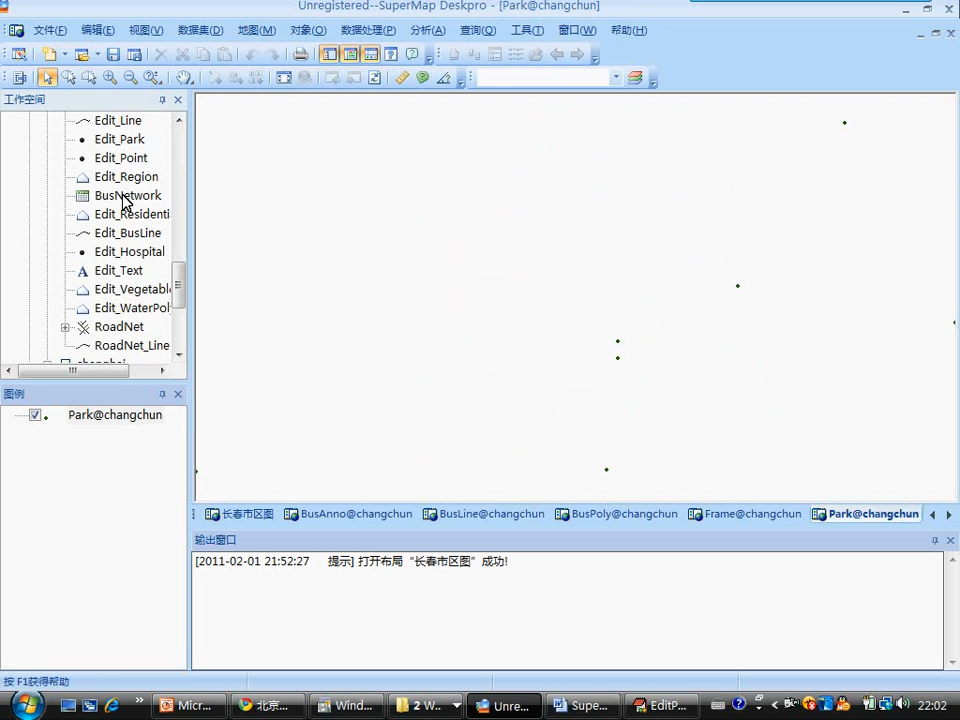 Unregistered--SuperMap Deskpro - [Park@changchun]
文件(F) 编辑(E) 视图(V) 数据集(D) 地图(M) 对象(O) 数据处理(P) 分析(A) 查询(Q) 工具(T) 窗口(W) 帮助(H)
工作空间
Edit_Line
Edit_Park
Edit_Point
Edit_Region
BusNetwork
Edit_Residenti
Edit_BusLine
Edit_Hospital
Edit_Text
Edit_Vegetable
Edit_WaterPol
RoadNet
RoadNet_Line
图例
Park@changchun
长春市区图 BusAnno@changchun BusLine@changchun BusPoly@changchun Frame@changchun Park@changchun
输出窗口
[2011-02-01 21:52:27 提示] 打开布局 “长春市区图” 成功!
按 F1获得帮助
Micr... 北京... Wind... 2 W... Unre... Supe... EditP... 22:02